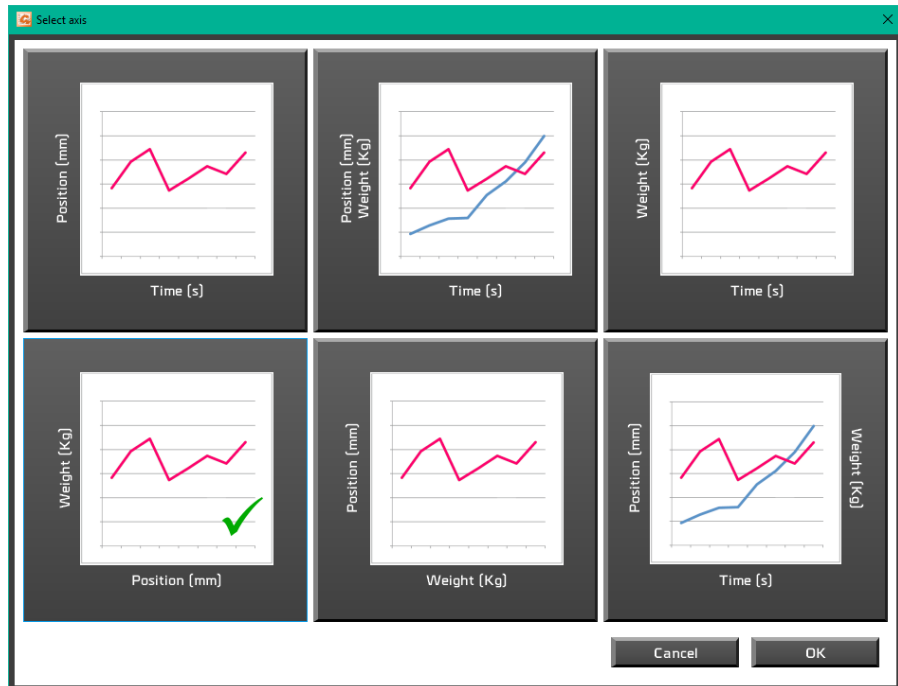 Select axis
Position (mm)
Time (s)
Position (mm)
Weight (Kg)
Time (s)
Weight (Kg)
Time (s)
Weight (Kg)
Position (mm)
Position (mm)
Weight (Kg)
Position (mm)
Weight (Kg)
Time (s)
Cancel
OK